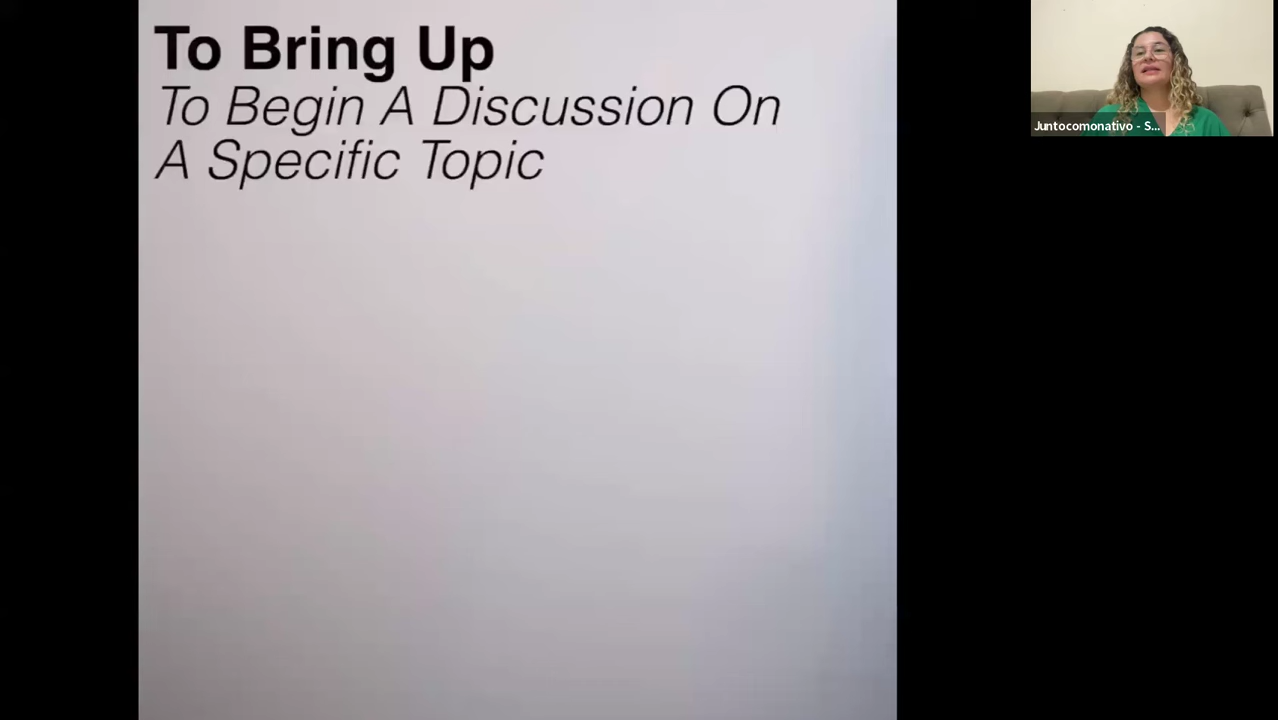 To Bring Up
To Begin A Discussion On
A Specific Topic
Juntocomonativo - S...